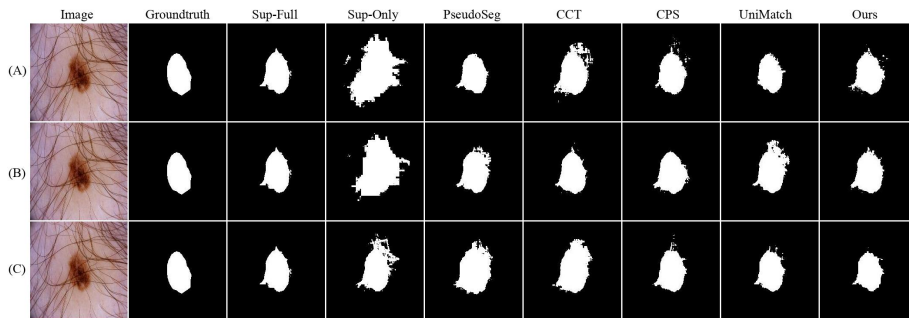 Image Groundtruth Sup-Full Sup-Only PseudoSeg CCT CPS UniMatch Ours
(A)
(B)
(C)